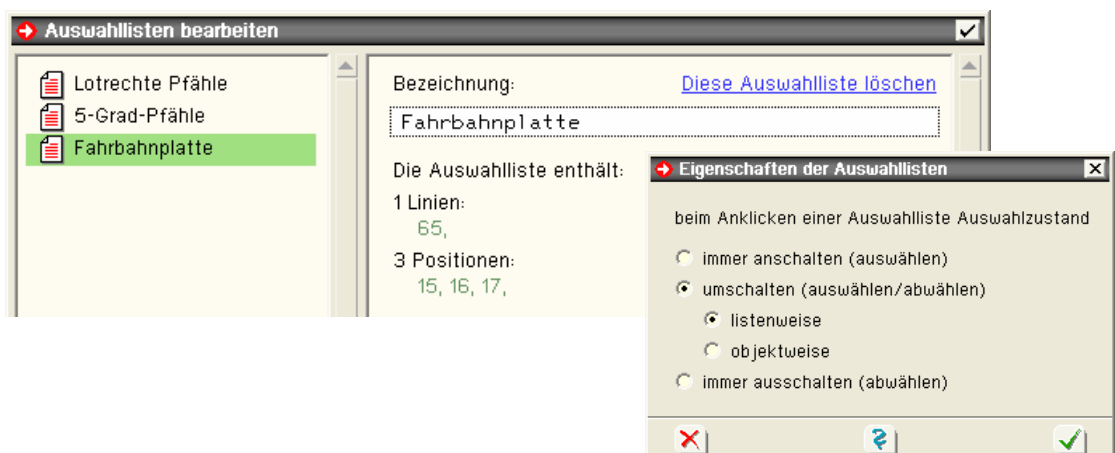 Auswahllisten bearbeiten
Lotrechte Pfähle
5-Grad-Pfähle
Fahrbahnplatte
Bezeichnung:
Diese Auswahlliste löschen
Fahrbahnplatte
Die Auswahlliste enthält:
1 Linien:
65,
3 Positionen:
15, 16, 17,
Eigenschaften der Auswahllisten
beim Anklicken einer Auswahlliste Auswahlzustand
immer anschalten (auswählen)
umschalten (auswählen/abwählen)
listenweise
objektweise
immer ausschalten (abwählen)